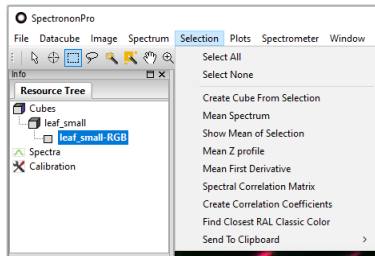 SpectrononPro
File Datacube Image Spectrum Selection Plots Spectrometer Window
Info
Resource Tree
Cubes
leaf_small
leaf_small-RGB
Spectra
Calibration
Select All
Select None
Create Cube From Selection
Mean Spectrum
Show Mean of Selection
Mean Z profile
Mean First Derivative
Spectral Correlation Matrix
Create Correlation Coefficients
Find Closest RAL Classic Color
Send To Clipboard